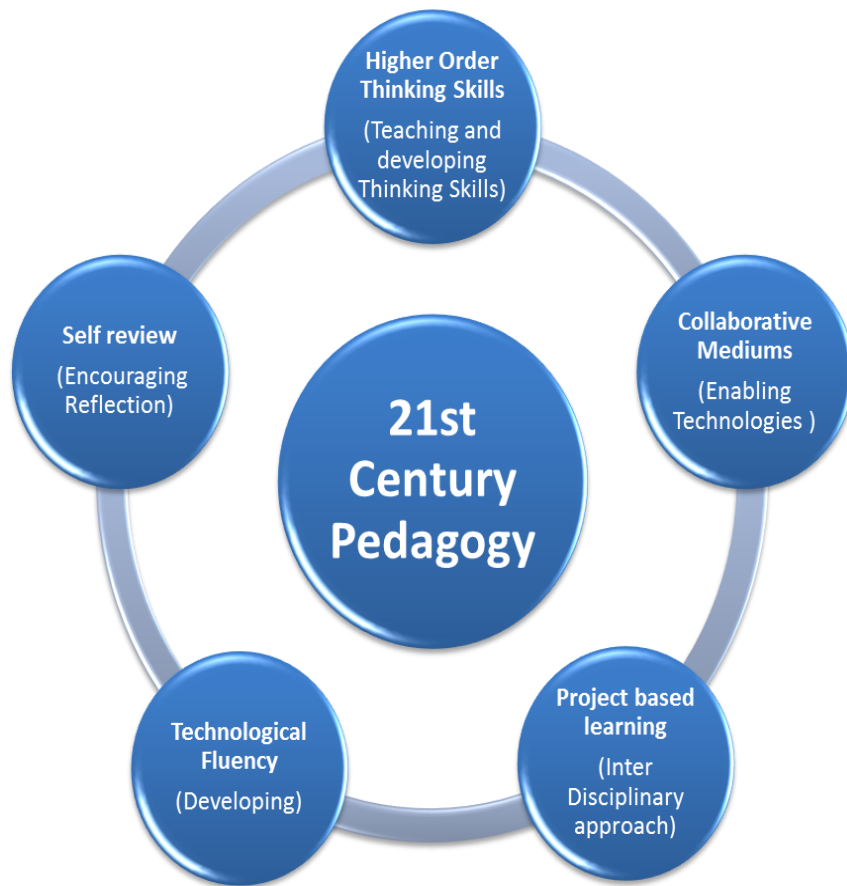 Higher Order
Thinking Skills
(Teaching and
developing
Thinking Skills)
Collaborative
Mediums
(Enabling
Technologies )
Project based
learning
(Inter
Disciplinary
approach)
Technological
Fluency
(Developing)
Self review
(Encouraging
Reflection)
21st
Century
Pedagogy